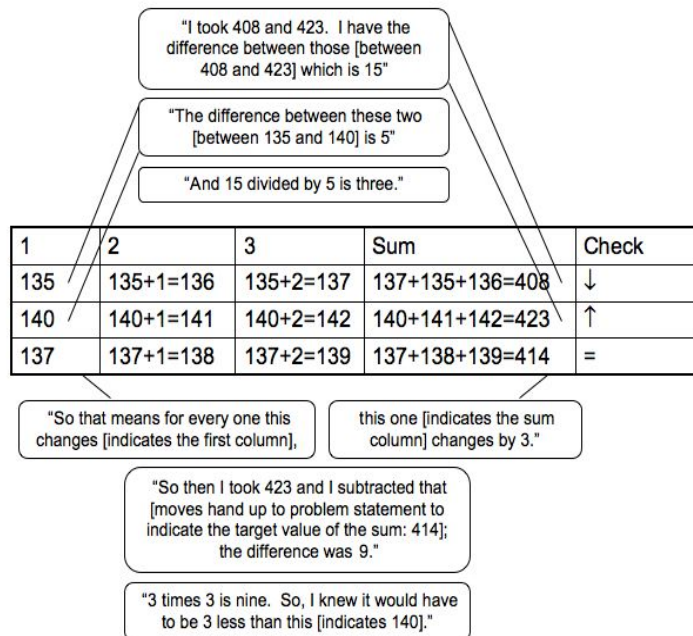 “I took 408 and 423.  I have the
difference between those [between
408 and 423] which is 15”
“The difference between these two
[between 135 and 140] is 5”
“And 15 divided by 5 is three.”
1 2 3 Sum Check
135 135+1=136 135+2=137 137+135+136=408 ↓
140 140+1=141 140+2=142 140+141+142=423 ↑
137 137+1=138 137+2=139 137+138+139=414 =
“So that means for every one this
changes [indicates the first column],
this one [indicates the sum
column] changes by 3.”
“So then I took 423 and I subtracted that
[moves hand up to problem statement to
indicate the target value of the sum: 414];
the difference was 9.”
“3 times 3 is nine.  So, I knew it would have
to be 3 less than this [indicates 140].”